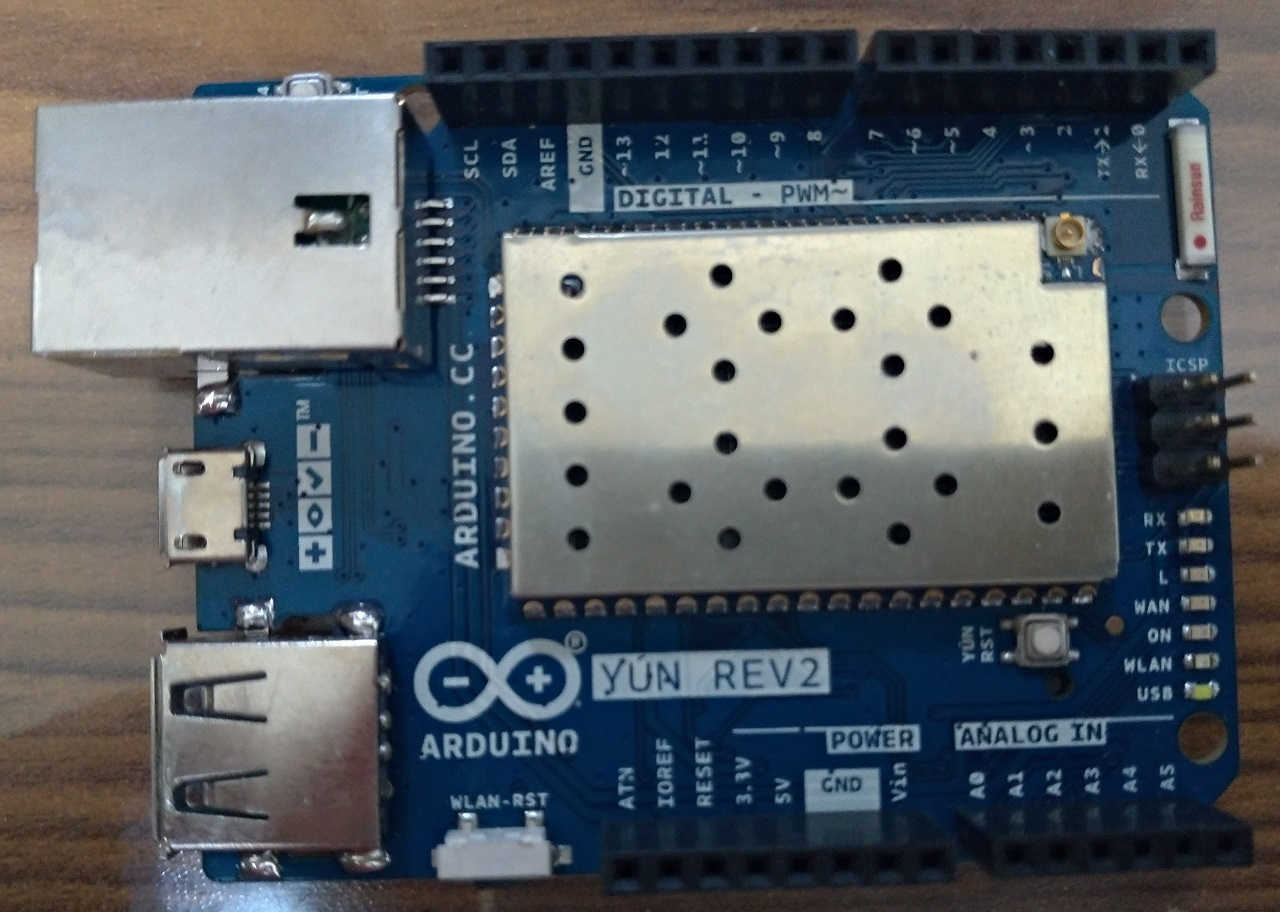 SCL
SDA
AREF
GND
~13
12
~11
~10
~9
8
7
~6
~5
4
~3
2
TX→1
RX←0
DIGITAL - PWM~
Rainsun
ARDUINO.CC
TM
ICSP
RX
TX
L
WAN
ON
WLAN
USB
YÚN
RST
®
YÚN REV2
ARDUINO
WLAN-RST
POWER
ANALOG IN
ATN
IOREF
RESET
3.3V
5V
GND
Vin
A0
A1
A2
A3
A4
A5